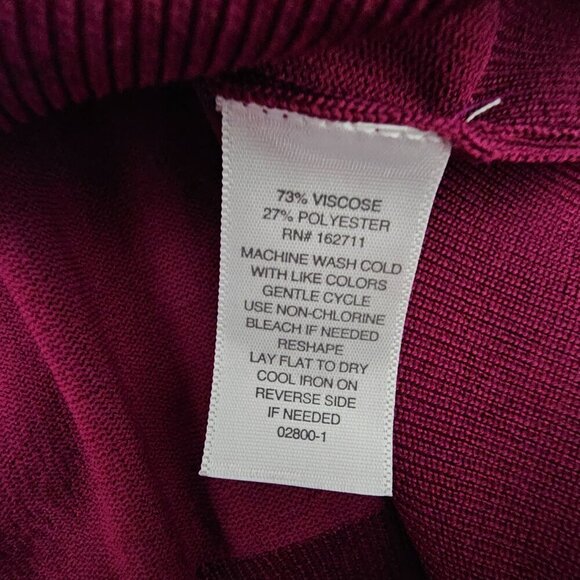 73% VISCOSE
27% POLYESTER
RN# 162711
MACHINE WASH COLD
WITH LIKE COLORS
GENTLE CYCLE
USE NON-CHLORINE
BLEACH IF NEEDED
RESHAPE
LAY FLAT TO DRY
COOL IRON ON
REVERSE SIDE
IF NEEDED
02800-1